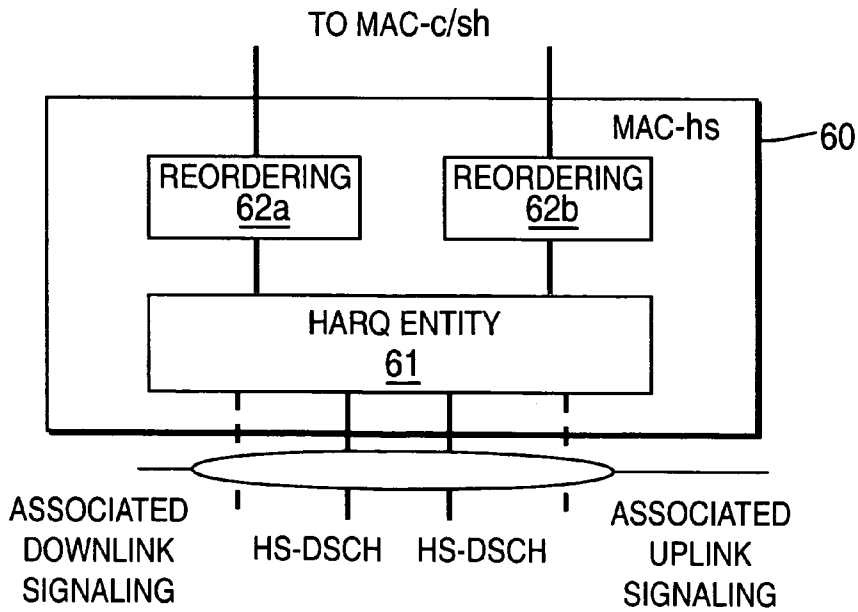 TO MAC-c/sh
MAC-hs
60
REORDERING
62a
REORDERING
62b
HARQ ENTITY
61
ASSOCIATED
DOWNLINK
SIGNALING
HS-DSCH
HS-DSCH
ASSOCIATED
UPLINK
SIGNALING